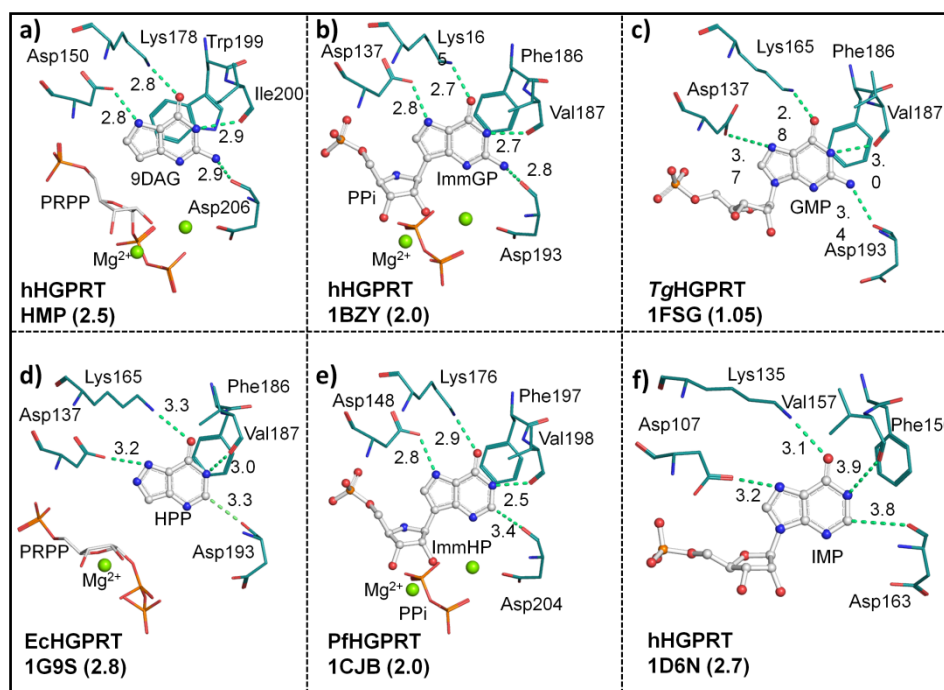 a)
Lys178
Trp199
Asp150
2.8
Ile200
2.8
2.9
9DAG
2.9
PRPP
Asp206
Mg²⁺
hHGPRT
HMP (2.5)
b)
Lys16
5
Phe186
Asp137
2.7
Val187
2.8
2.7
ImmGP
2.8
PPi
Mg²⁺
Asp193
hHGPRT
1BZY (2.0)
c)
Lys165
Phe186
Asp137
Val187
2.
8
3.
7
3.
0
GMP
3.
4
Asp193
TgHGPRT
1FSG (1.05)
d)
Lys165
Phe186
Asp137
3.3
Val187
3.2
3.0
HPP
3.3
PRPP
Asp193
Mg²⁺
EcHGPRT
1G9S (2.8)
e)
Lys176
Phe197
Asp148
2.9
Val198
2.8
2.5
ImmHP
3.4
Mg²⁺
PPi
Asp204
PfHGPRT
1CJB (2.0)
f)
Lys135
Val157
Asp107
Phe15
3.1
3.9
3.2
3.8
IMP
Asp163
hHGPRT
1D6N (2.7)